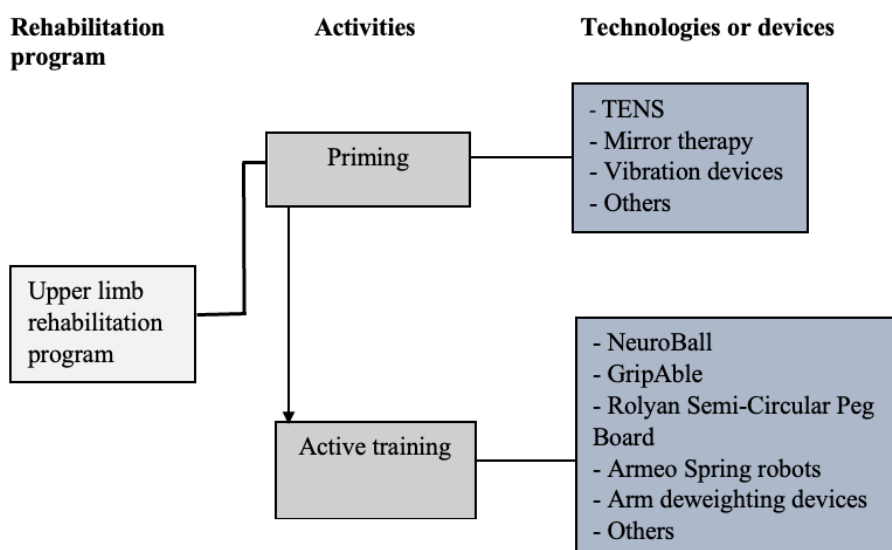 Rehabilitation
program
Activities
Technologies or devices
Upper limb
rehabilitation
program
Priming
- TENS
- Mirror therapy
- Vibration devices
- Others
Active training
- NeuroBall
- GripAble
- Rolyan Semi-Circular Peg
Board
- Armeo Spring robots
- Arm deweighting devices
- Others